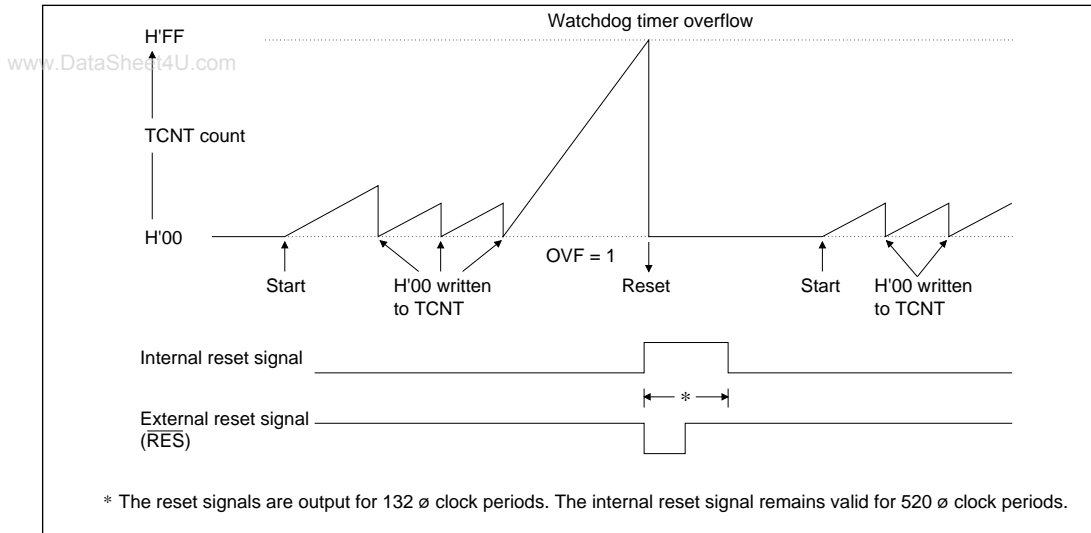 Watchdog timer overflow
H'FF
www.DataSheet4U.com
TCNT count
H'00
OVF = 1
Start
H'00 written
to TCNT
Reset
Start
H'00 written
to TCNT
Internal reset signal
*
External reset signal
(R̅E̅S̅)
* The reset signals are output for 132 ø clock periods. The internal reset signal remains valid for 520 ø clock periods.